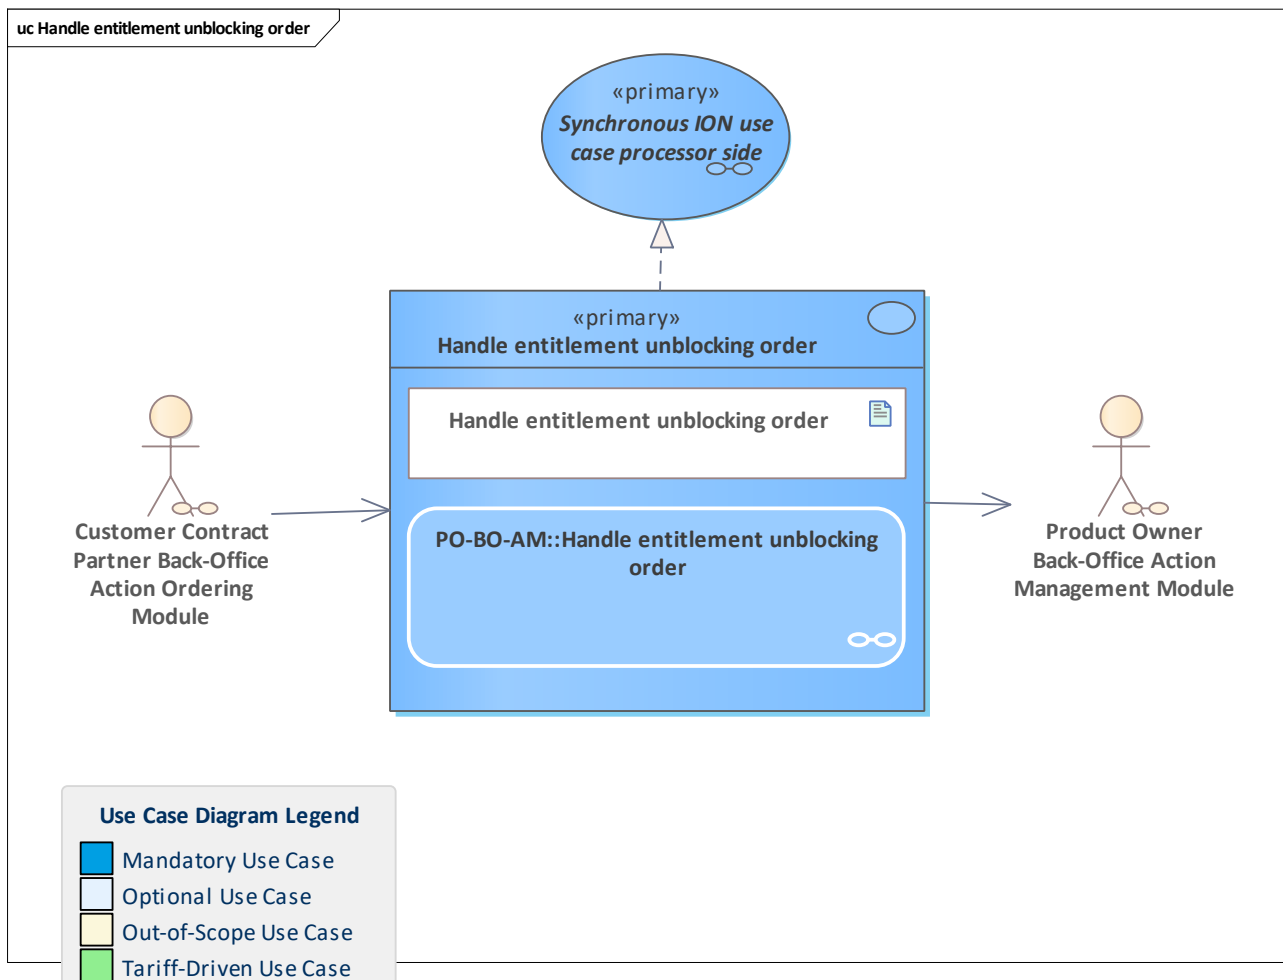 uc Handle entitlement unblocking order
«primary»
Synchronous ION use
case processor side
«primary»
Handle entitlement unblocking order
Handle entitlement unblocking order
PO-BO-AM::Handle entitlement unblocking
order
Customer Contract
Partner Back-Office
Action Ordering
Module
Product Owner
Back-Office Action
Management Module
Use Case Diagram Legend
Mandatory Use Case
Optional Use Case
Out-of-Scope Use Case
Tariff-Driven Use Case